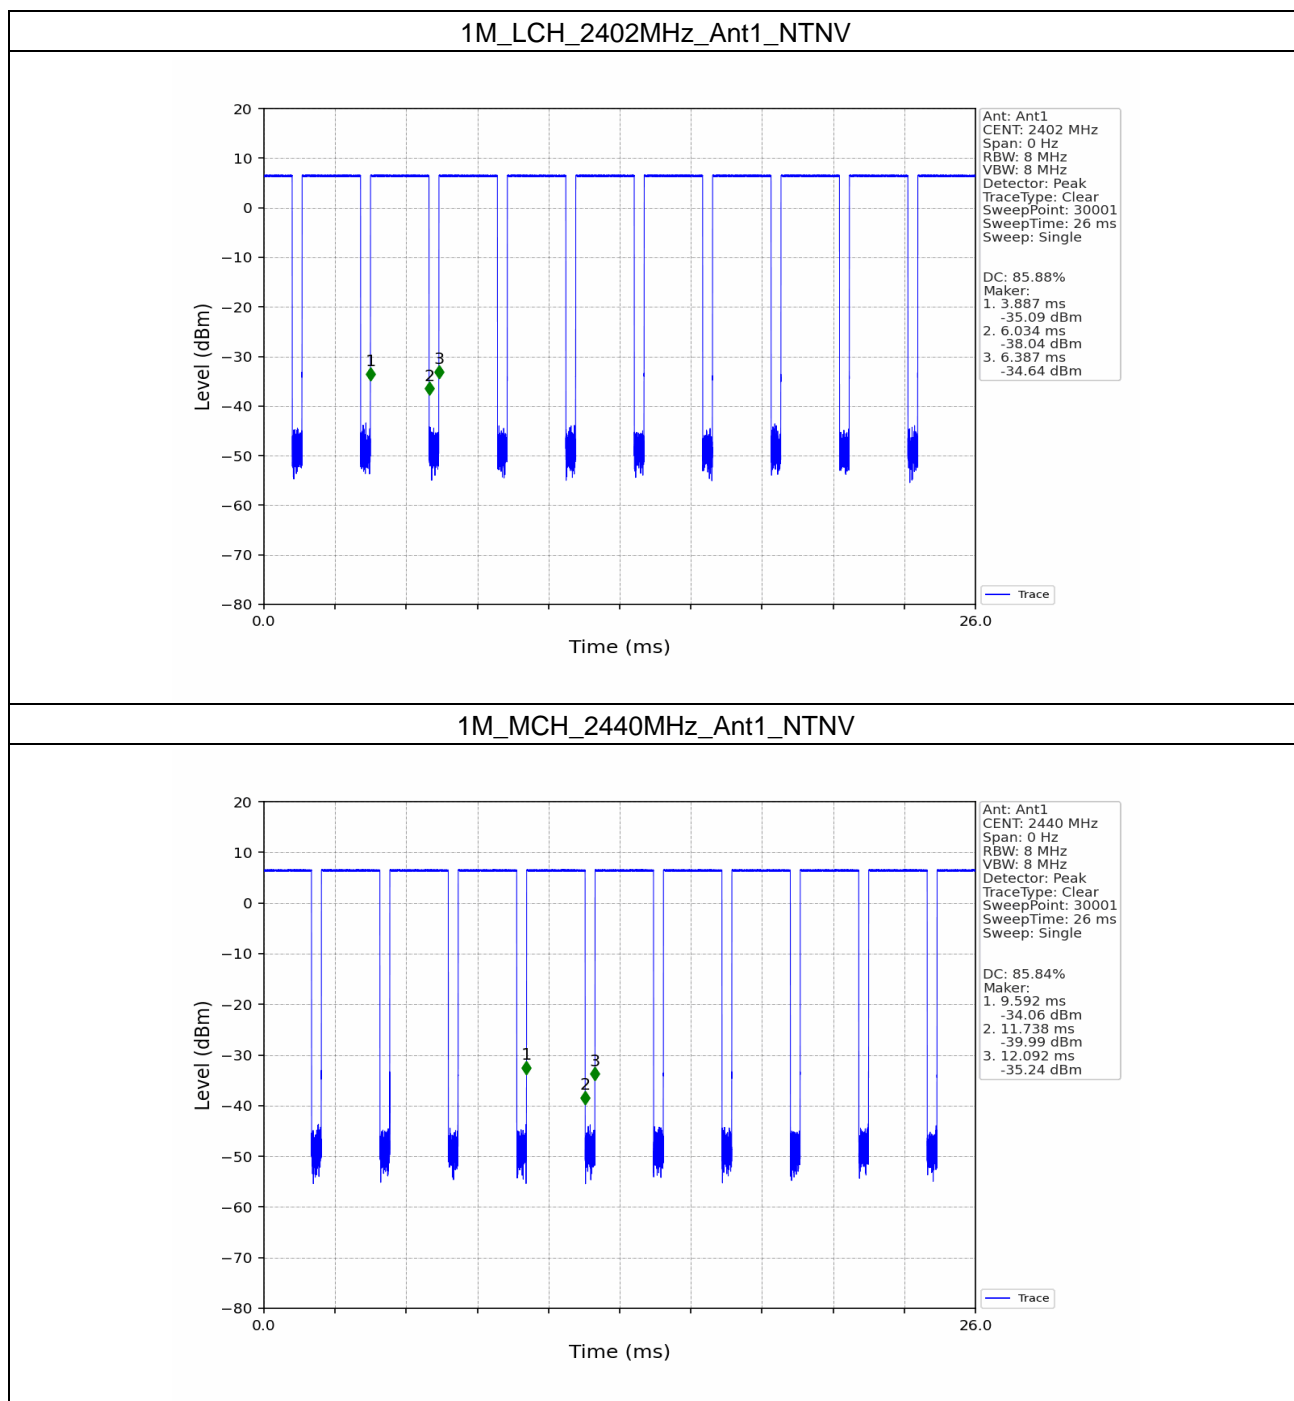 1M_LCH_2402MHz_Ant1_NTNV
20
10
0
−10
−20
−30
−40
−50
−60
−70
−80
Level (dBm)
1
2
3
0.0
26.0
Time (ms)
Ant: Ant1
CENT: 2402 MHz
Span: 0 Hz
RBW: 8 MHz
VBW: 8 MHz
Detector: Peak
TraceType: Clear
SweepPoint: 30001
SweepTime: 26 ms
Sweep: Single
DC: 85.88%
Maker:
1. 3.887 ms
-35.09 dBm
2. 6.034 ms
-38.04 dBm
3. 6.387 ms
-34.64 dBm
Trace
1M_MCH_2440MHz_Ant1_NTNV
20
10
0
−10
−20
−30
−40
−50
−60
−70
−80
Level (dBm)
1
2
3
0.0
26.0
Time (ms)
Ant: Ant1
CENT: 2440 MHz
Span: 0 Hz
RBW: 8 MHz
VBW: 8 MHz
Detector: Peak
TraceType: Clear
SweepPoint: 30001
SweepTime: 26 ms
Sweep: Single
DC: 85.84%
Maker:
1. 9.592 ms
-34.06 dBm
2. 11.738 ms
-39.99 dBm
3. 12.092 ms
-35.24 dBm
Trace